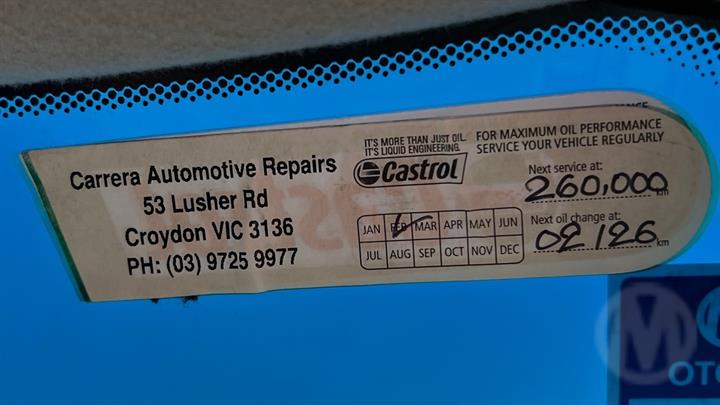 Carrera Automotive Repairs
53 Lusher Rd
Croydon VIC 3136
PH: (03) 9725 9977
IT'S MORE THAN JUST OIL.
IT'S LIQUID ENGINEERING.
Castrol
JAN FEB MAR APR MAY JUN
JUL AUG SEP OCT NOV DEC
FOR MAXIMUM OIL PERFORMANCE
SERVICE YOUR VEHICLE REGULARLY
Next service at:
260,000 km
Next oil change at:
02 / 26 km
M
OTO